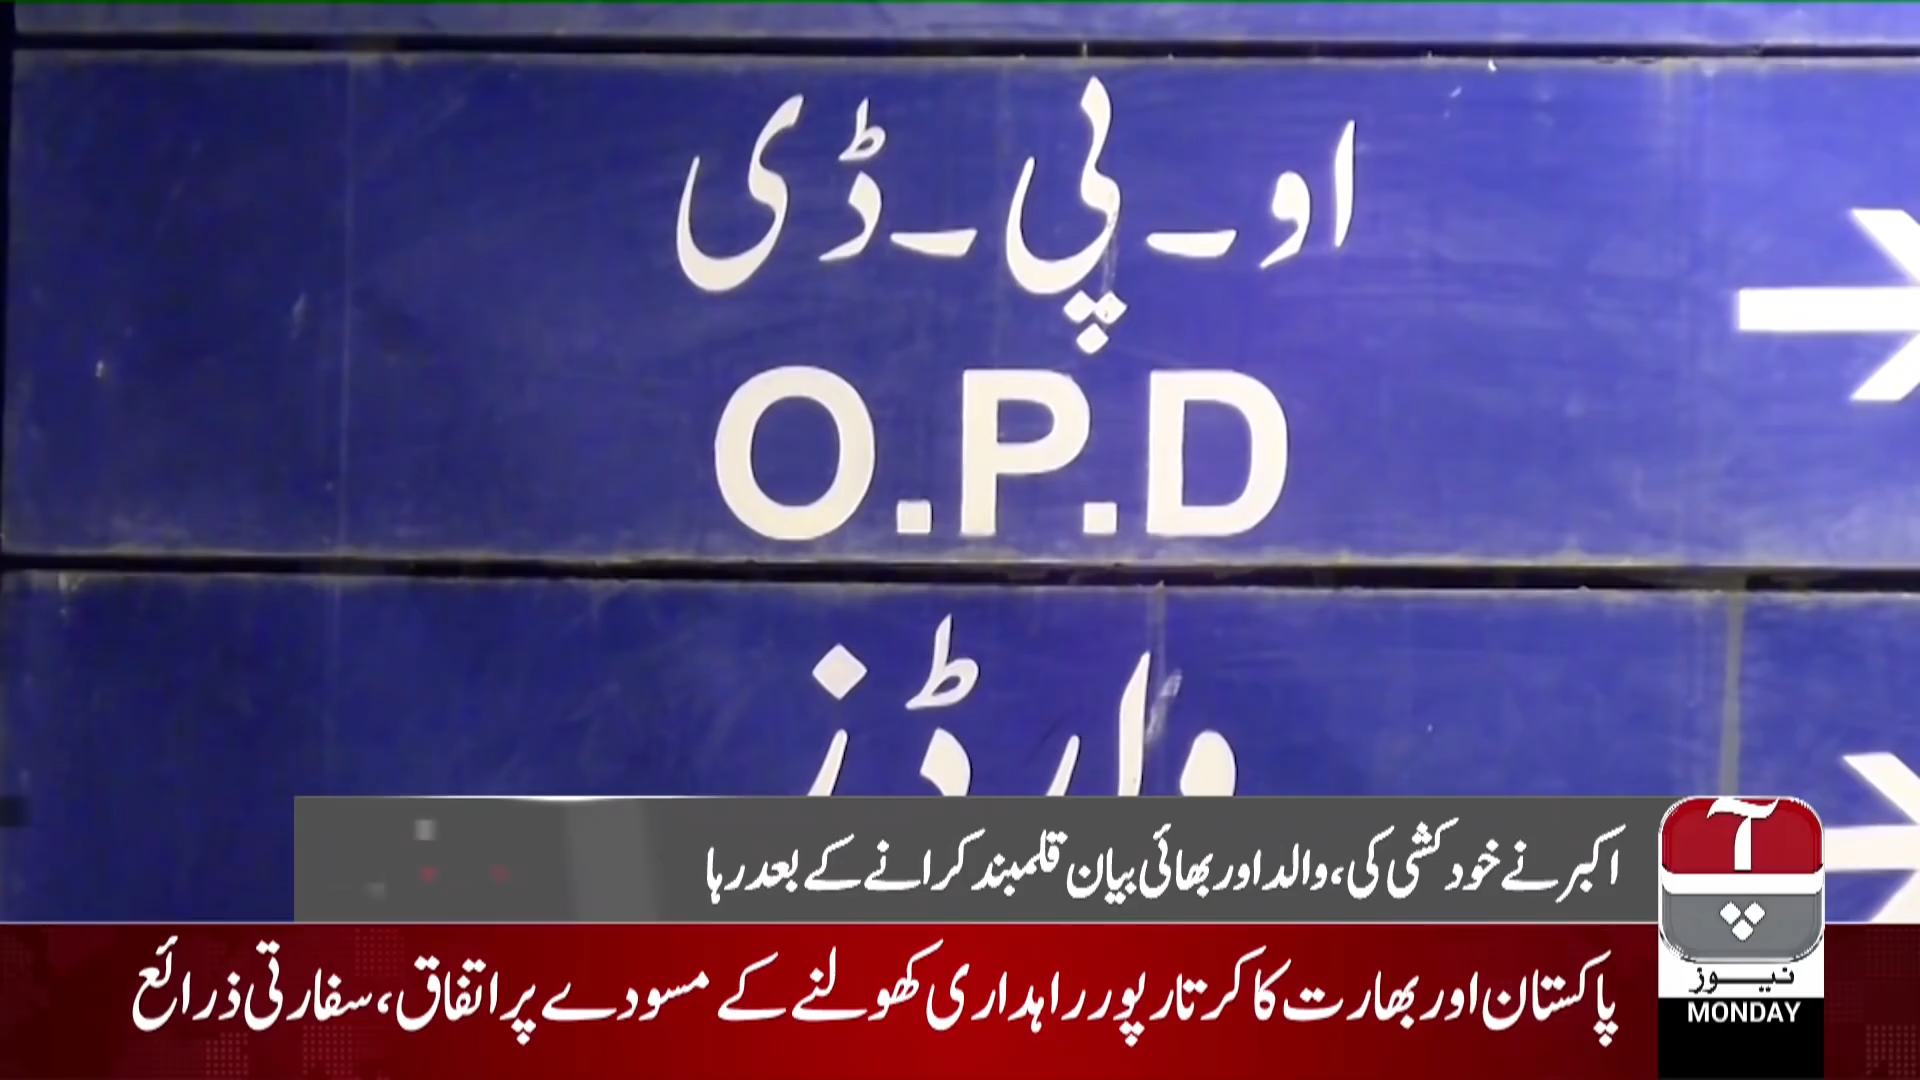 او۔پی۔ڈی
O.P.D
وارڈز
اکبر نے خودکشی کی، والد اور بھائی بیان قلمبند کرانے کے بعد رہا
پاکستان اور بھارت کا کرتارپور راہداری کھولنے کے مسودے پر اتفاق، سفارتی ذرائع
آپ
نیوز
MONDAY